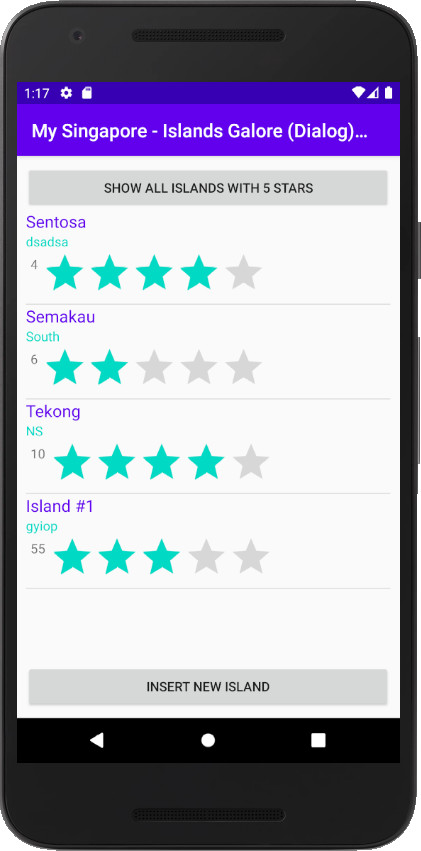 1:17
My Singapore - Islands Galore (Dialog)...
SHOW ALL ISLANDS WITH 5 STARS
Sentosa
dsadsa
4
Semakau
South
6
Tekong
NS
10
Island #1
gyiop
55
INSERT NEW ISLAND